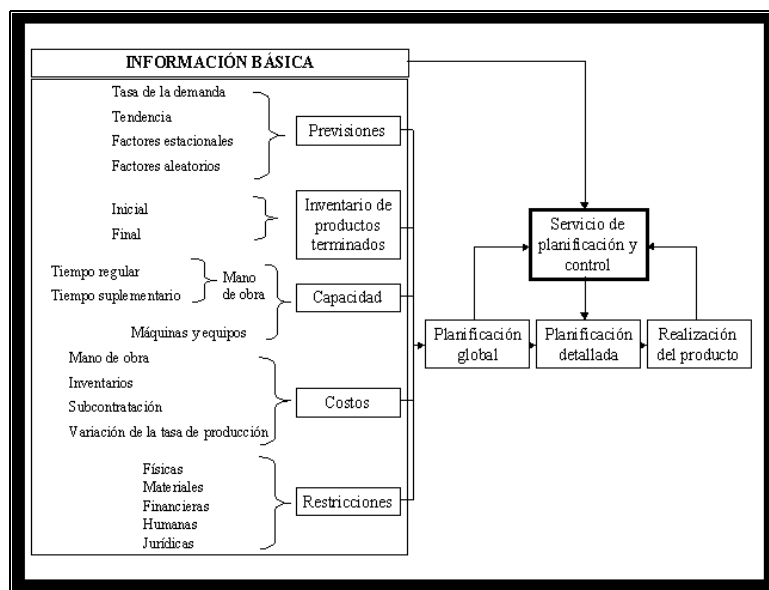 INFORMACIÓN BÁSICA
Tasa de la demanda
Tendencia
Factores estacionales
Factores aleatorios
Previsiones
Inicial
Final
Inventario de
productos
terminados
Tiempo regular
Tiempo suplementario
Mano
de obra
Máquinas y equipos
Capacidad
Mano de obra
Inventarios
Subcontratación
Variación de la tasa de producción
Costos
Físicas
Materiales
Financieras
Humanas
Jurídicas
Restricciones
Servicio de
planificación y
control
Planificación
global
Planificación
detallada
Realización
del producto